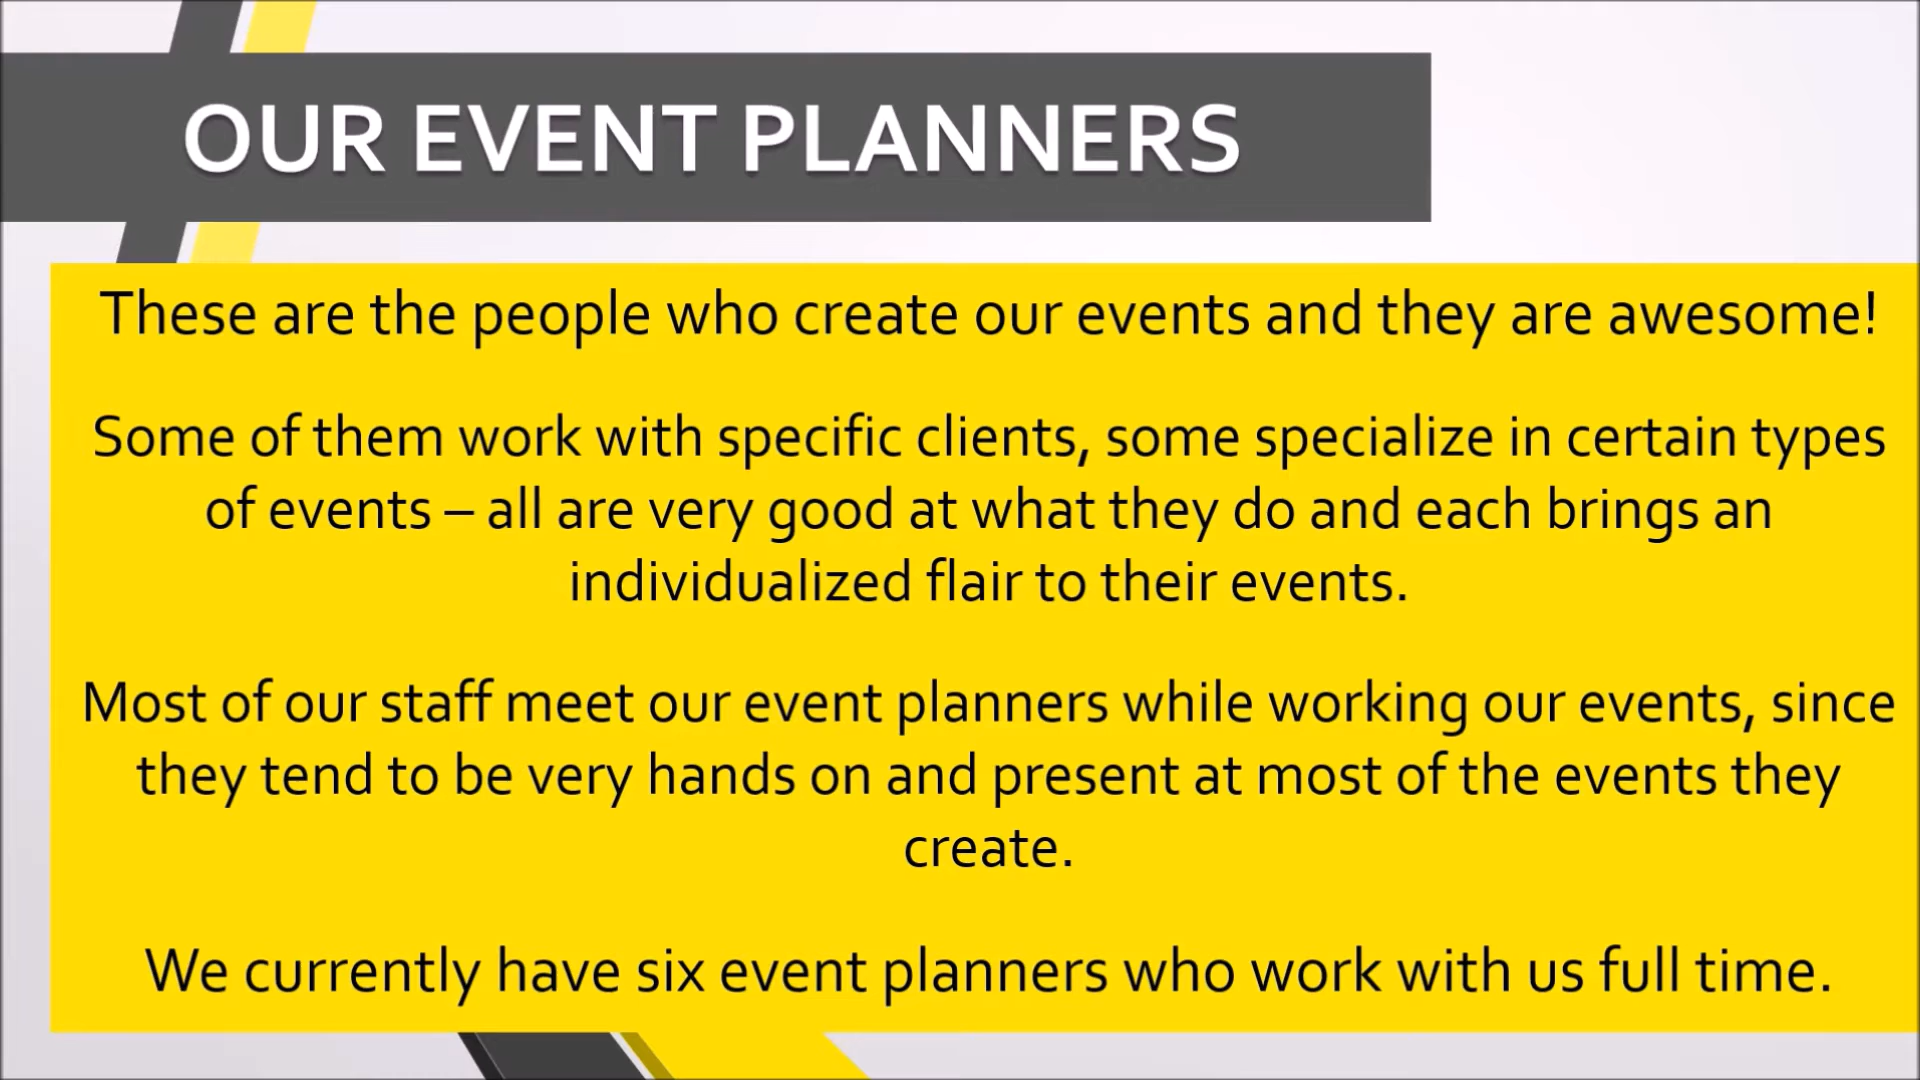 OUR EVENT PLANNERS
These are the people who create our events and they are awesome!
Some of them work with specific clients, some specialize in certain types
of events – all are very good at what they do and each brings an
individualized flair to their events.
Most of our staff meet our event planners while working our events, since
they tend to be very hands on and present at most of the events they
create.
We currently have six event planners who work with us full time.